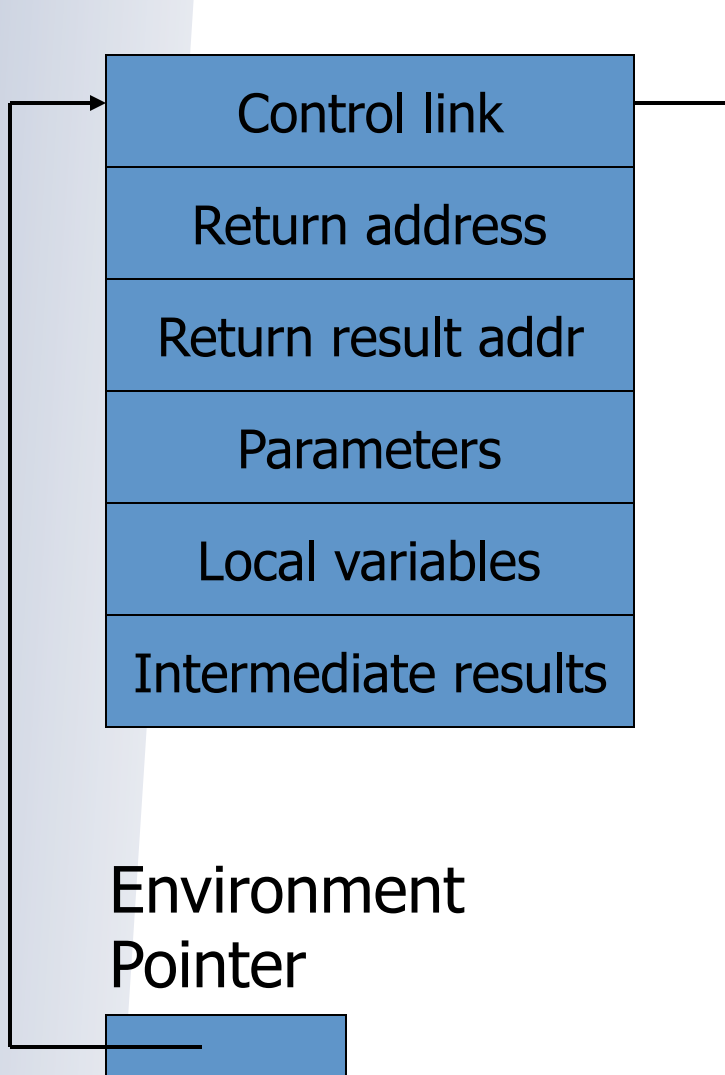 Control link
Return address
Return result addr
Parameters
Local variables
Intermediate results
Environment
Pointer